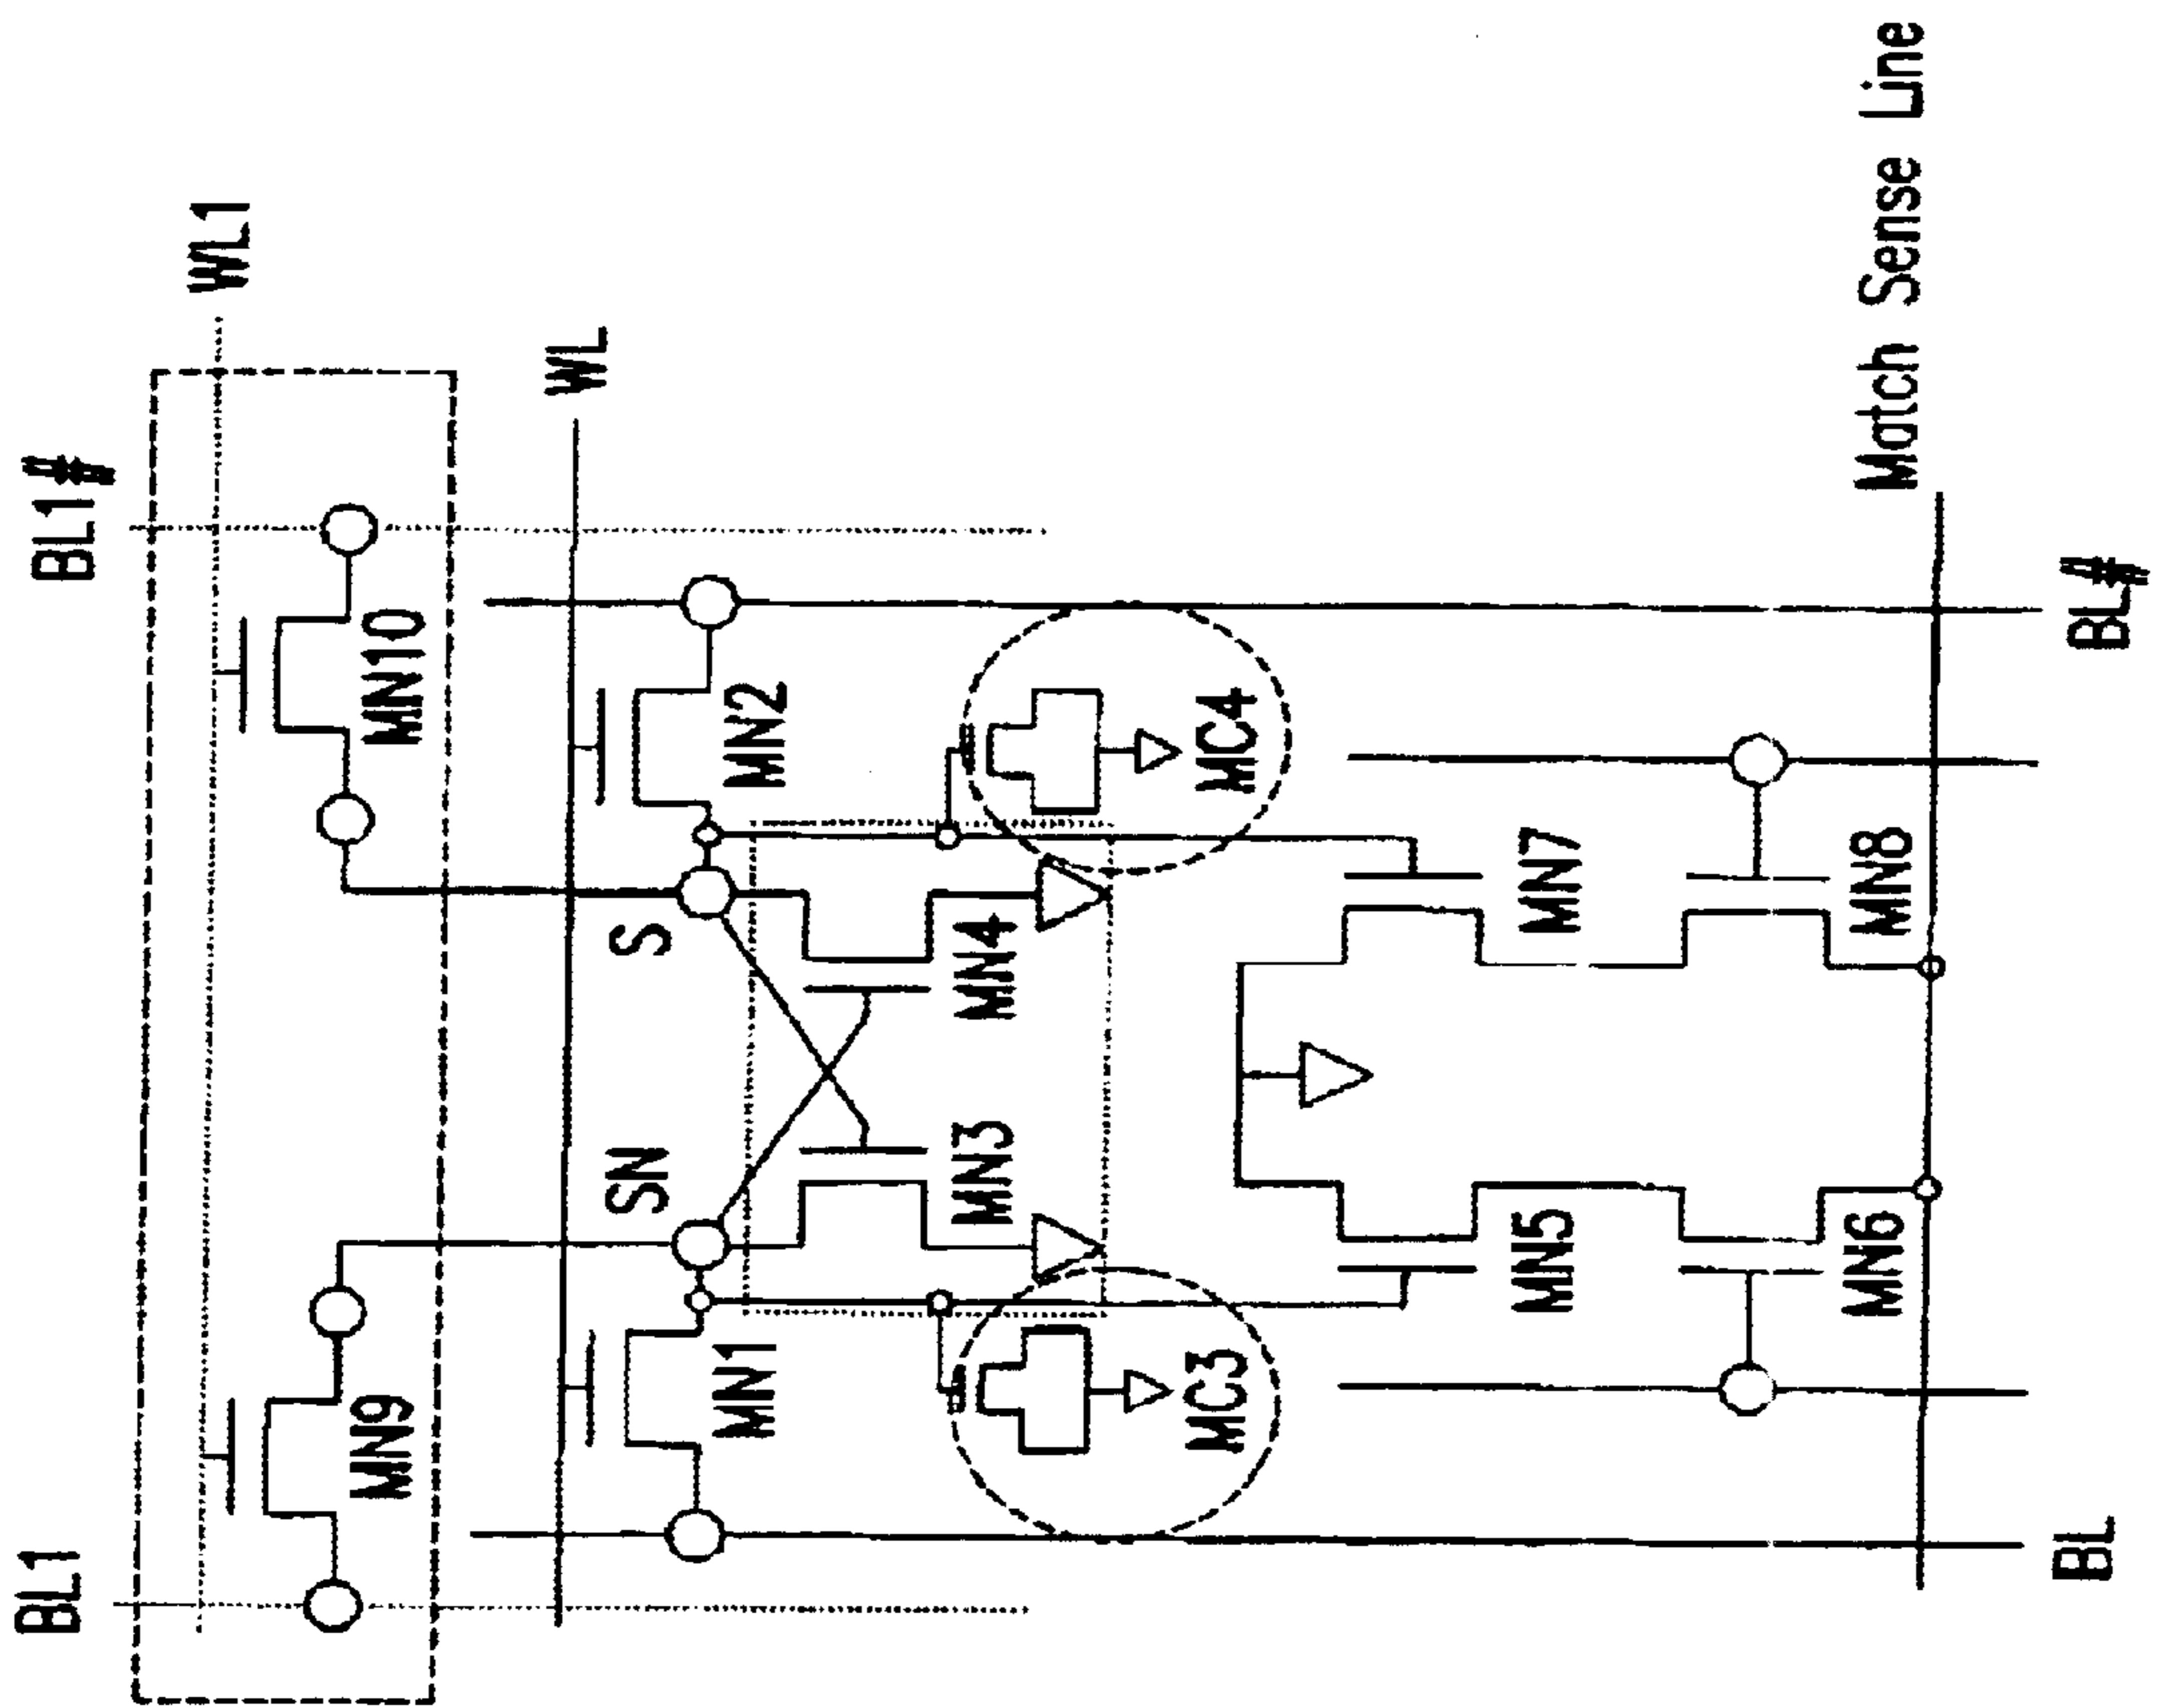 BL1
BL1#
WL1
MN9
MN10
WL
SN
S
MN1
MN2
MN3
MN4
MC3
MC4
MN5
MN7
MN6
MN8
Match Sense Line
BL
BL#